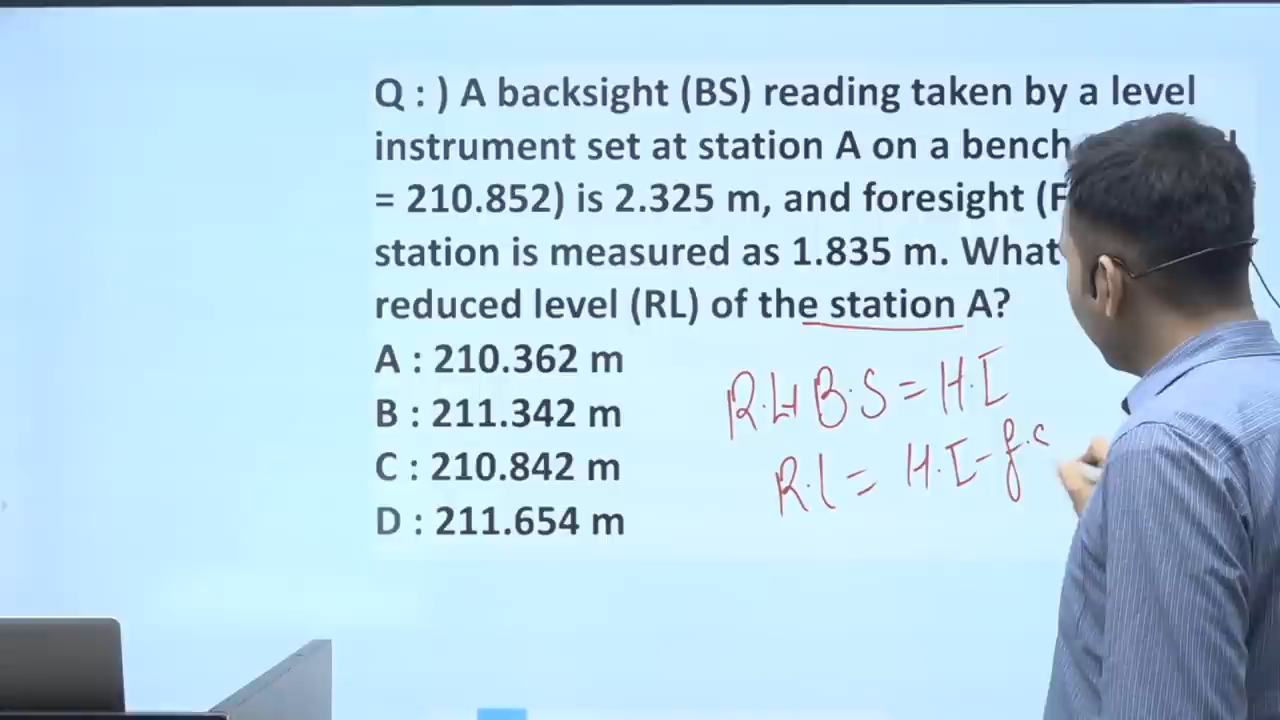 Q : ) A backsight (BS) reading taken by a level
instrument set at station A on a bench
= 210.852) is 2.325 m, and foresight (F
station is measured as 1.835 m. What
reduced level (RL) of the station A?
A : 210.362 m
B : 211.342 m
C : 210.842 m
D : 211.654 m
R.L+B.S=H.I
R.L= H.I-f.